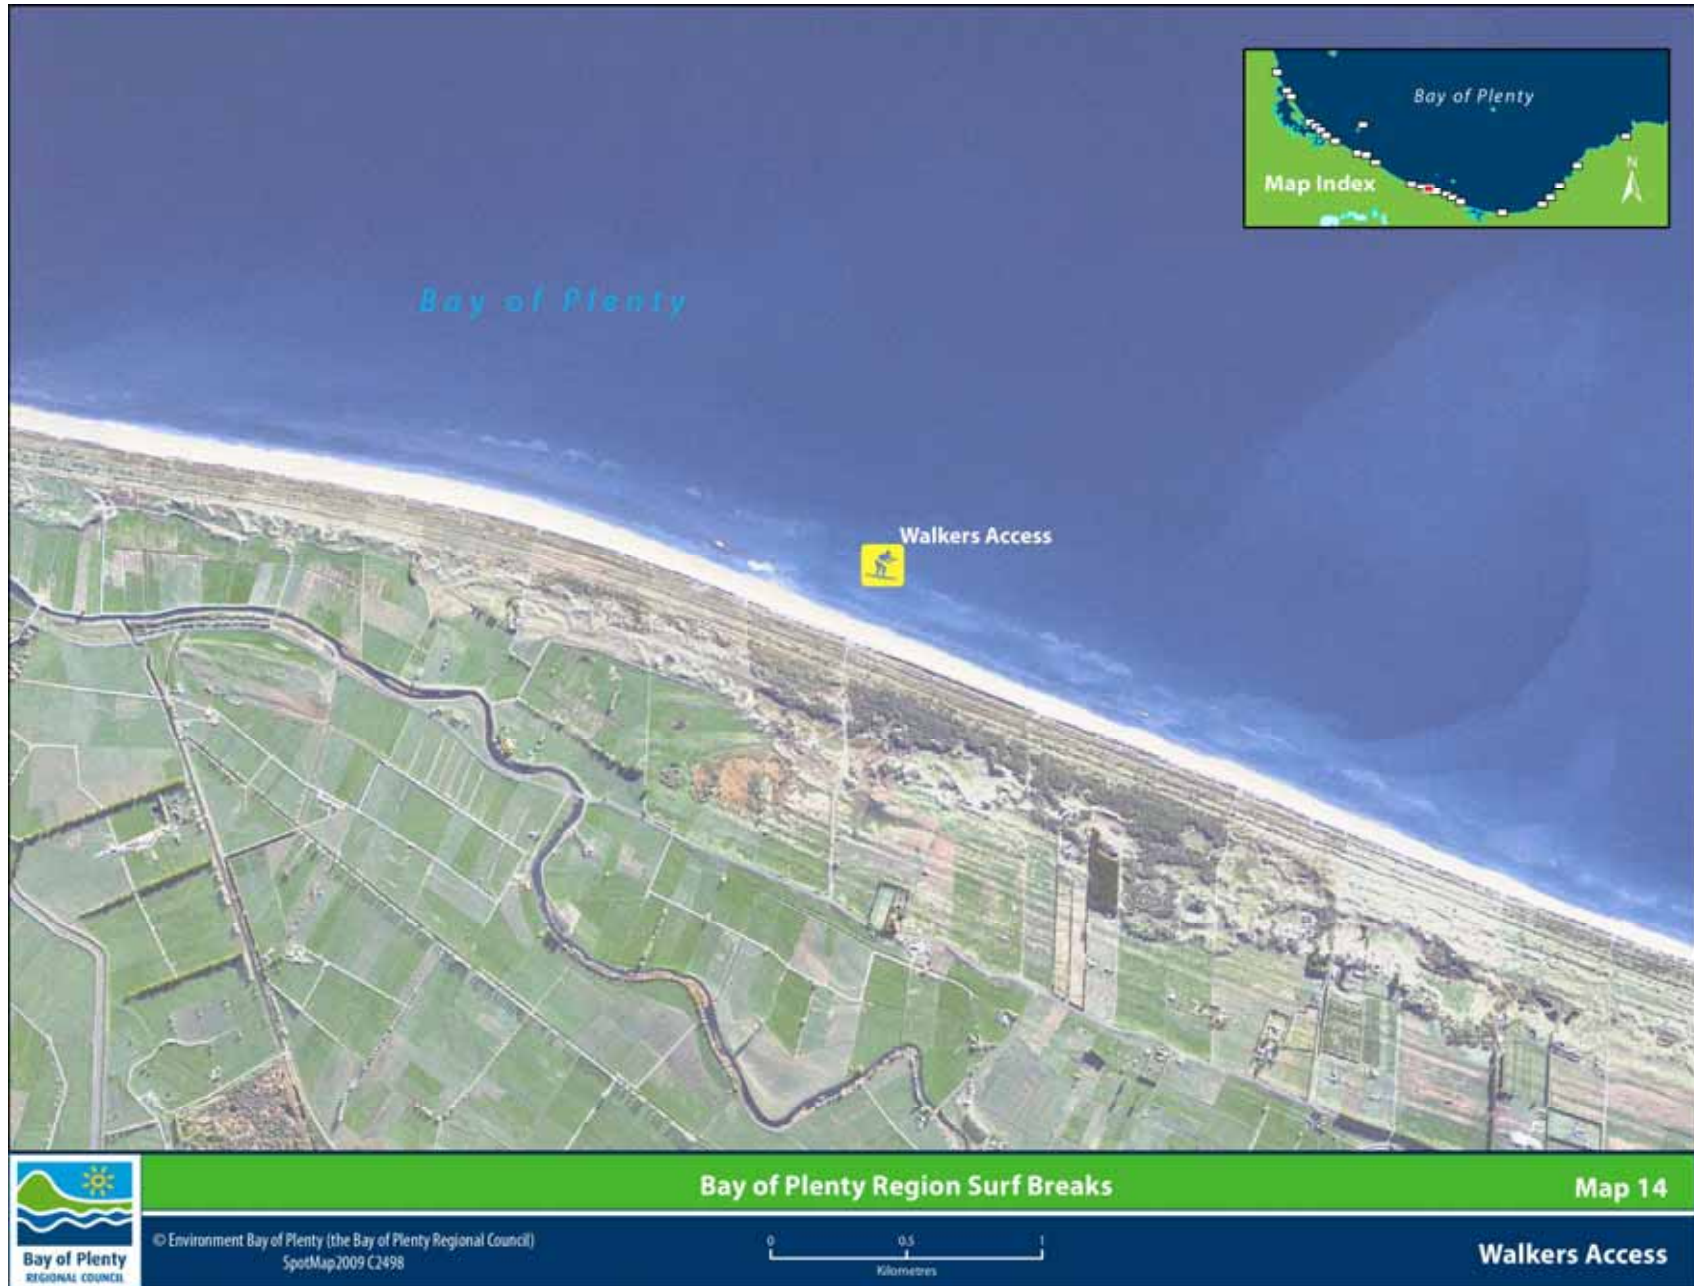 Bay of Plenty
Map Index
N
Bay of Plenty
Walkers Access
Bay of Plenty Region Surf Breaks
Map 14
© Environment Bay of Plenty (the Bay of Plenty Regional Council)
SpotMap2009 C2498
0 0.5 1
Kilometres
Walkers Access
Bay of Plenty
REGIONAL COUNCIL